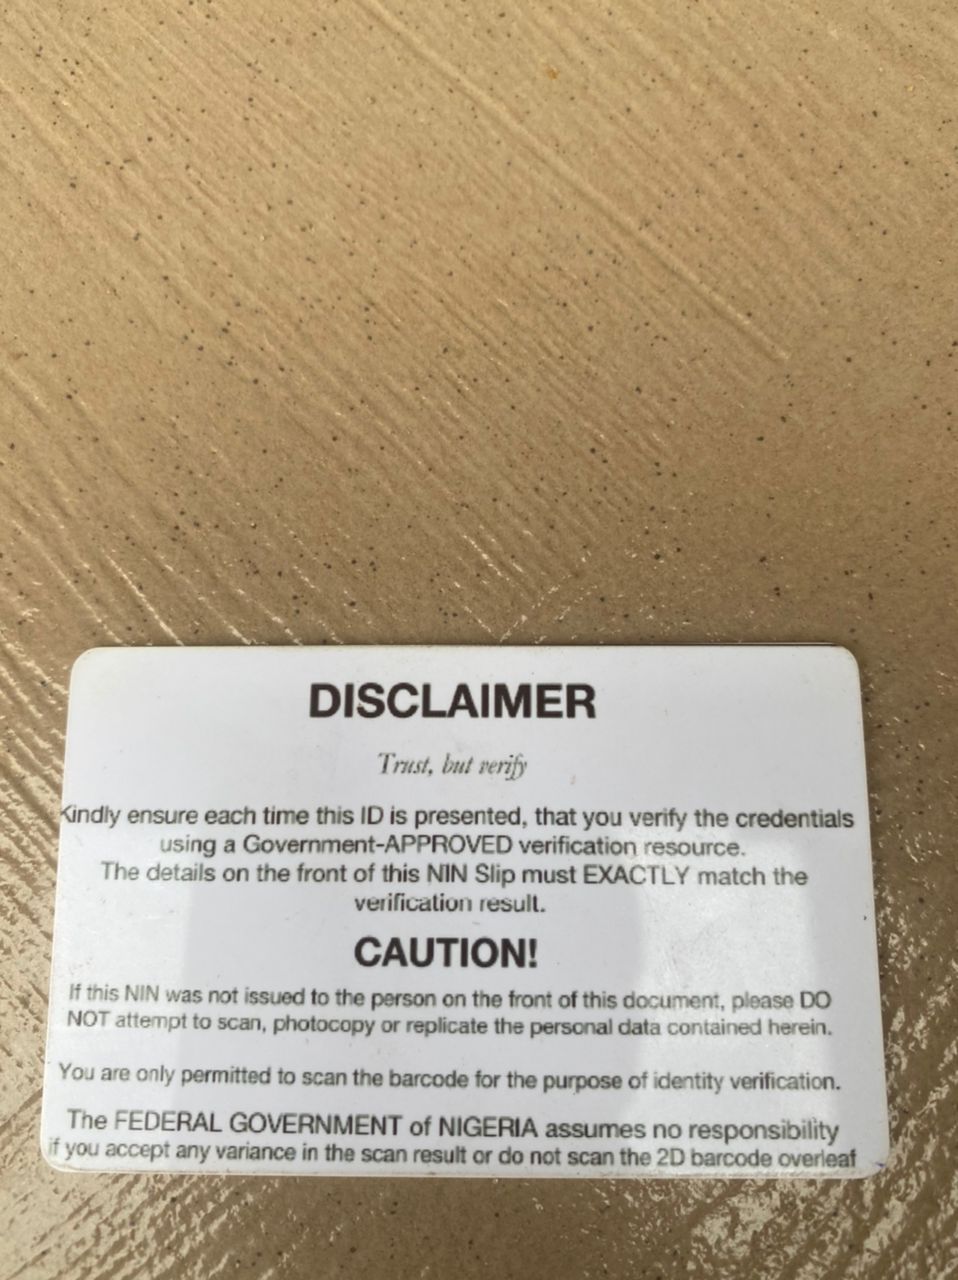 DISCLAIMER
Trust, but verify
Kindly ensure each time this ID is presented, that you verify the credentials
using a Government-APPROVED verification resource.
The details on the front of this NIN Slip must EXACTLY match the
verification result.
CAUTION!
If this NIN was not issued to the person on the front of this document, please DO
NOT attempt to scan, photocopy or replicate the personal data contained herein.
You are only permitted to scan the barcode for the purpose of identity verification.
The FEDERAL GOVERNMENT of NIGERIA assumes no responsibility
if you accept any variance in the scan result or do not scan the 2D barcode overleaf